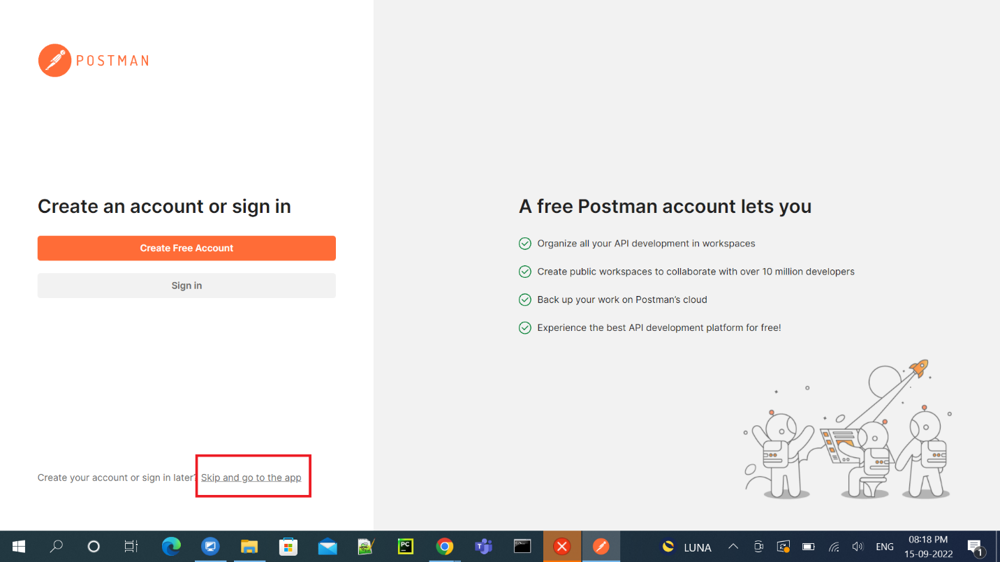 POSTMAN
Create an account or sign in
Create Free Account
Sign in
Create your account or sign in later? Skip and go to the app
A free Postman account lets you
Organize all your API development in workspaces
Create public workspaces to collaborate with over 10 million developers
Back up your work on Postman's cloud
Experience the best API development platform for free!
PC
LUNA
ENG
08:18 PM
15-09-2022
1